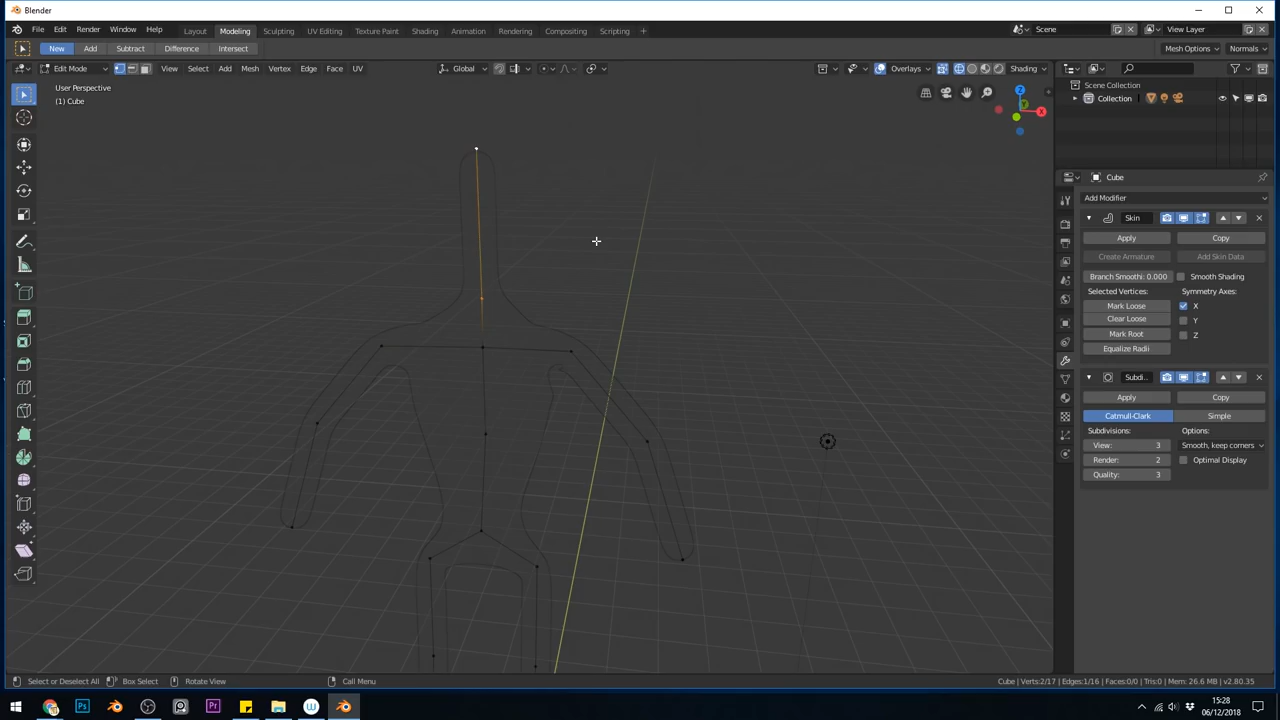 Blender
File Edit Render Window Help Layout Modeling Sculpting UV Editing Texture Paint Shading Animation Rendering Compositing Scripting + Scene View Layer
New Add Subtract Difference Intersect Mesh Options Normals
Edit Mode View Select Add Mesh Vertex Edge Face UV Global Overlays Shading
User Perspective
(1) Cube
Z
Y
X
Scene Collection
Collection
Cube
Add Modifier
Skin
Apply Copy
Create Armature Add Skin Data
Branch Smoothi: 0.000 Smooth Shading
Selected Vertices: Symmetry Axes:
Mark Loose X
Clear Loose Y
Mark Root Z
Equalize Radii
Subdi...
Apply Copy
Catmull-Clark Simple
Subdivisions: Options:
View: 3 Smooth, keep corners
Render: 2 Optimal Display
Quality: 3
Select or Deselect All Box Select Rotate View Call Menu Cube | Verts:2/17 | Edges:1/16 | Faces:0/0 | Tris:0 | Mem: 26.6 MB | v2.80.35
Ps Pr W
15:28
06/12/2018